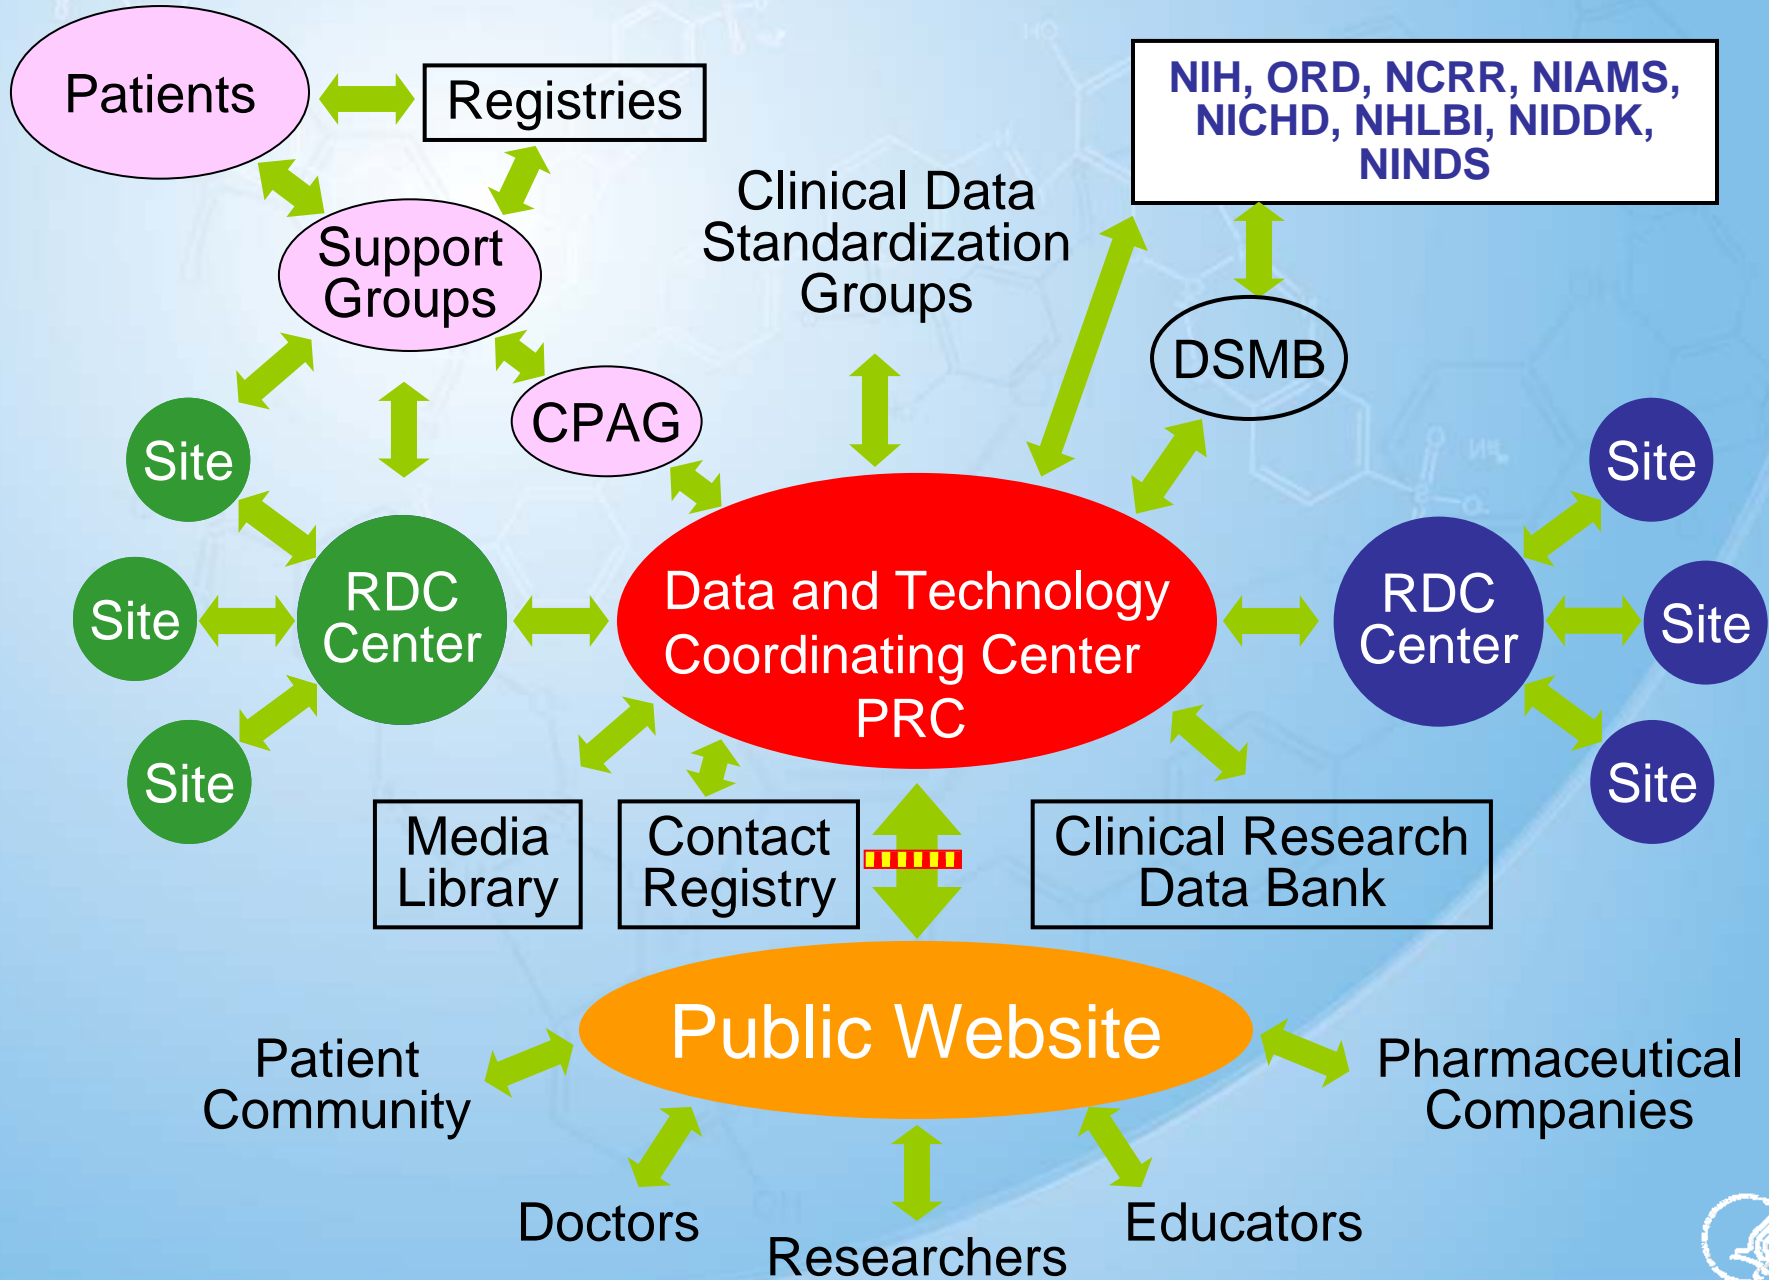 Patients
Registries
NIH, ORD, NCRR, NIAMS,
NICHD, NHLBI, NIDDK,
NINDS
Support
Groups
Clinical Data
Standardization
Groups
DSMB
CPAG
Site
Site
Site
RDC
Center
Data and Technology
Coordinating Center
PRC
RDC
Center
Site
Site
Site
Media
Library
Contact
Registry
Clinical Research
Data Bank
Public Website
Patient
Community
Pharmaceutical
Companies
Doctors
Researchers
Educators